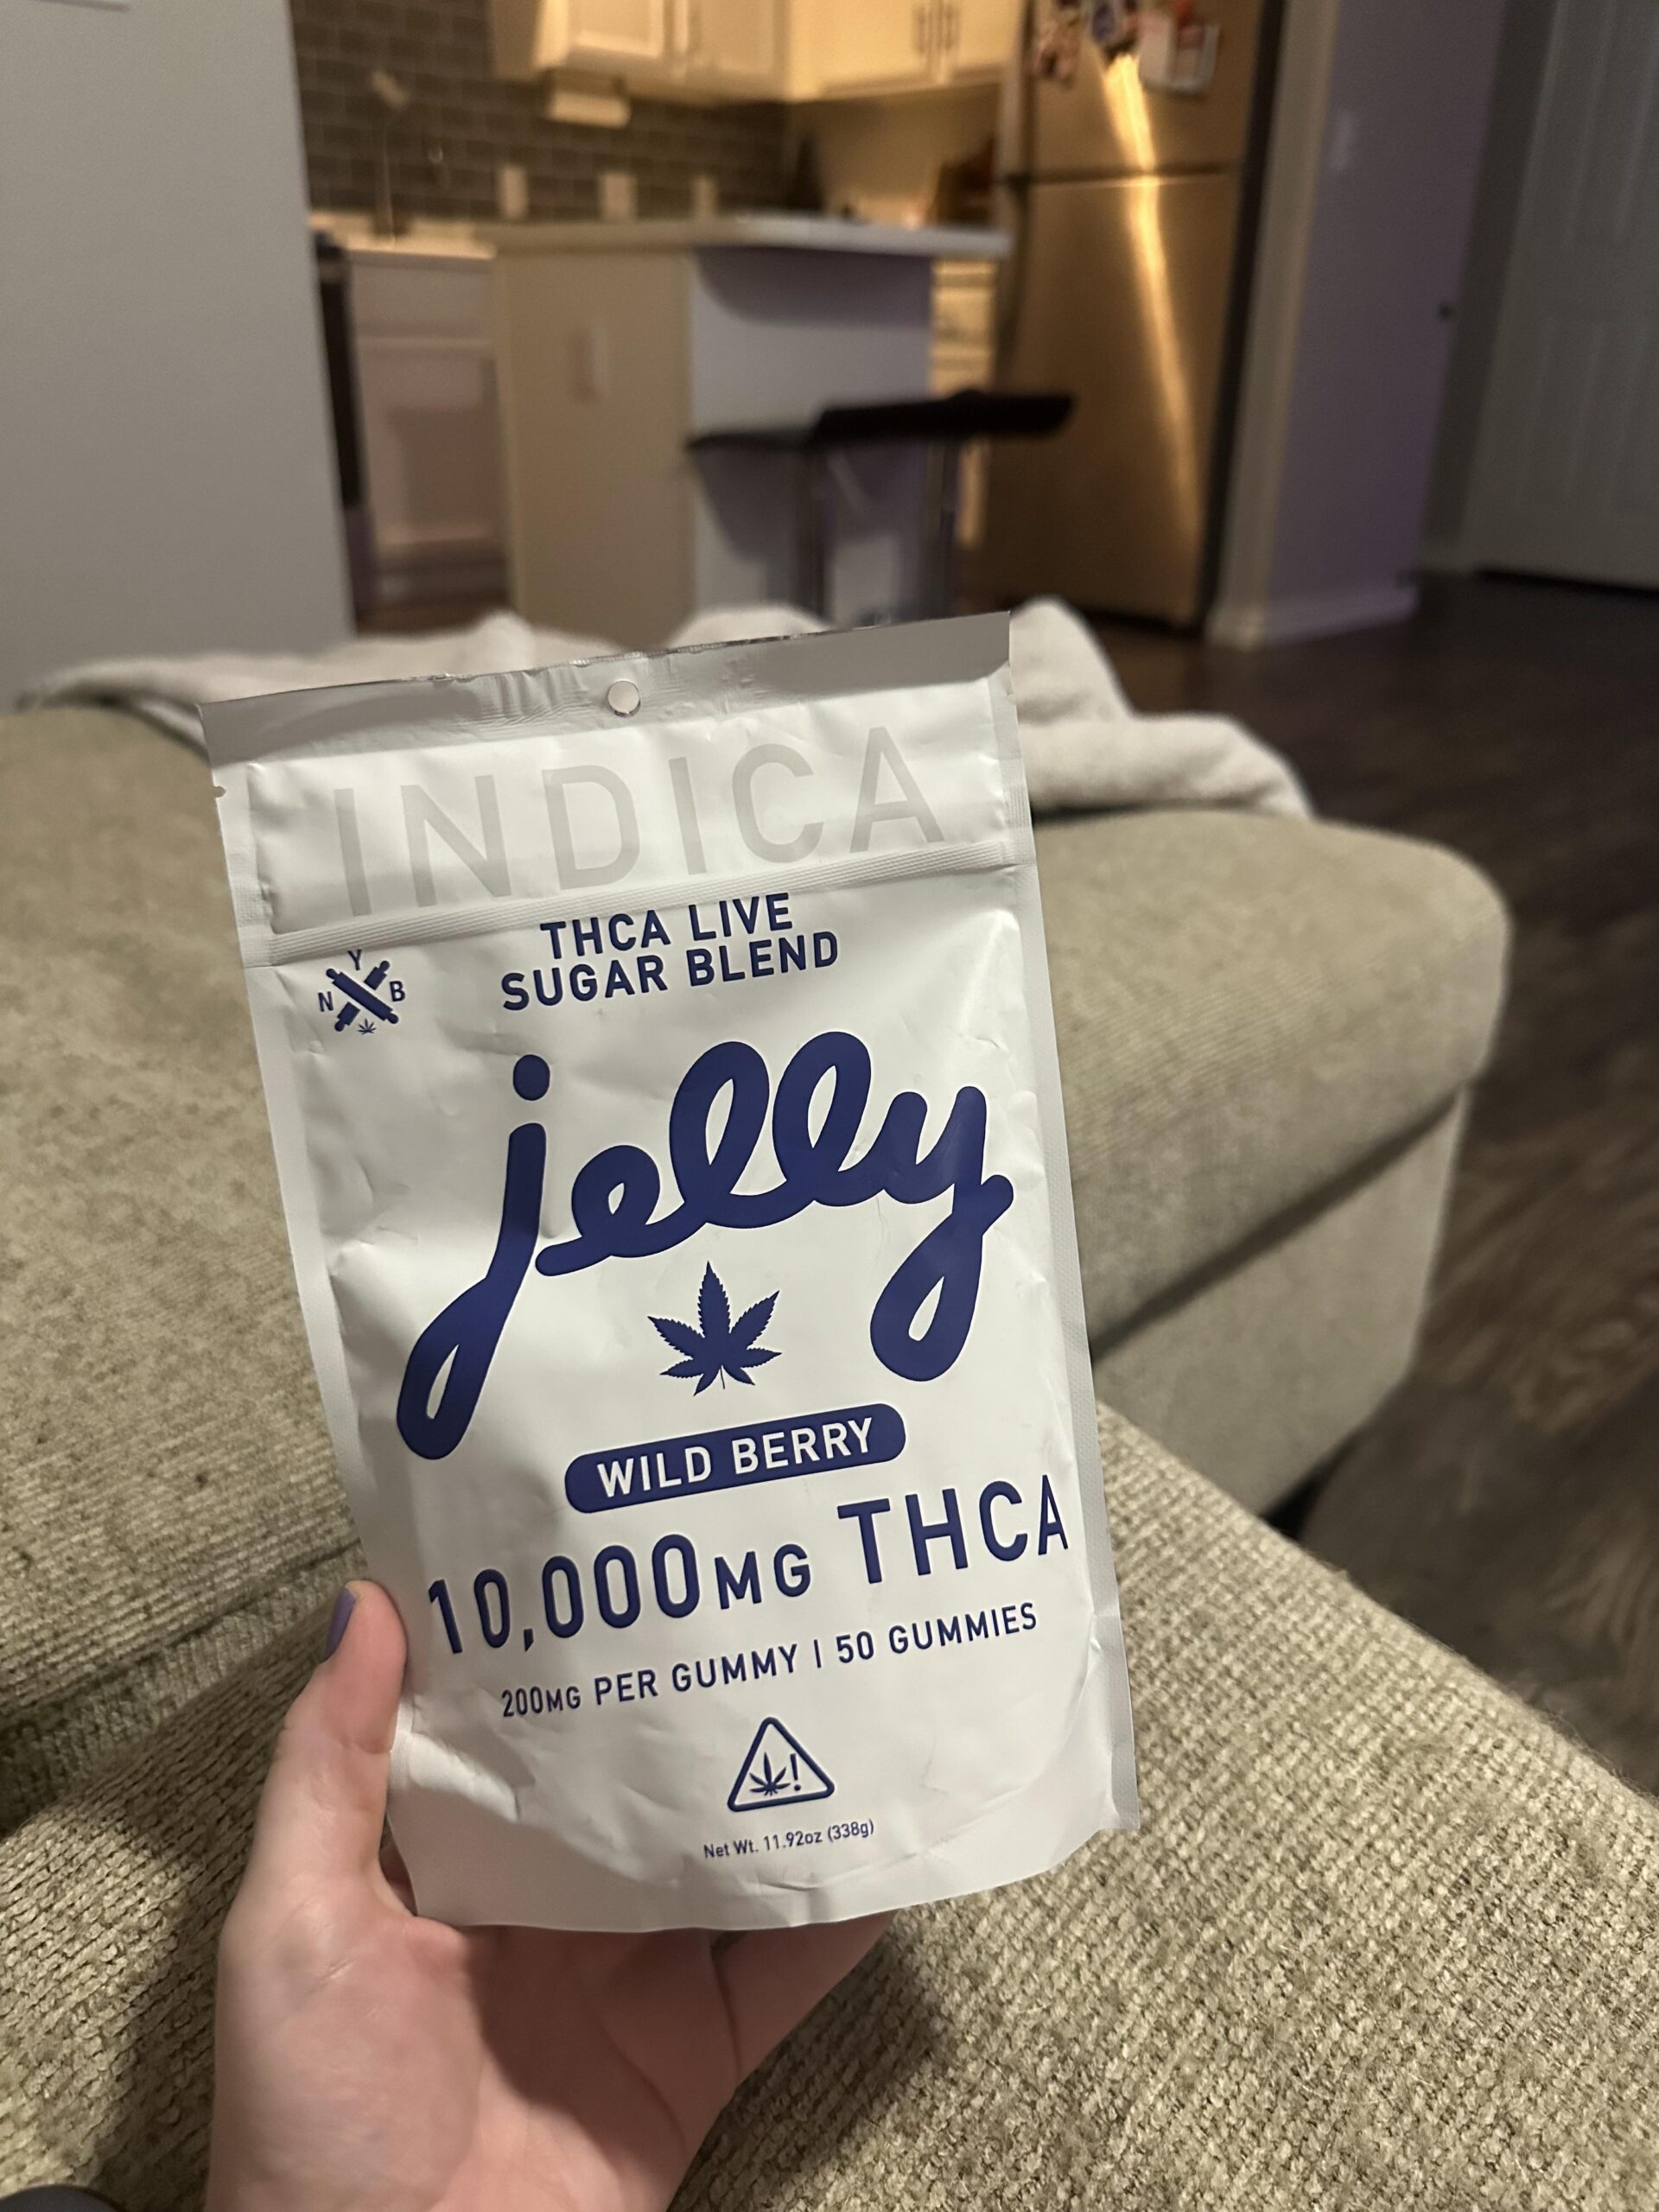 INDICA
THCA LIVE
SUGAR BLEND
Y
N B
jelly
WILD BERRY
10,000MG THCA
200MG PER GUMMY | 50 GUMMIES
!
Net Wt. 11.92oz (338g)